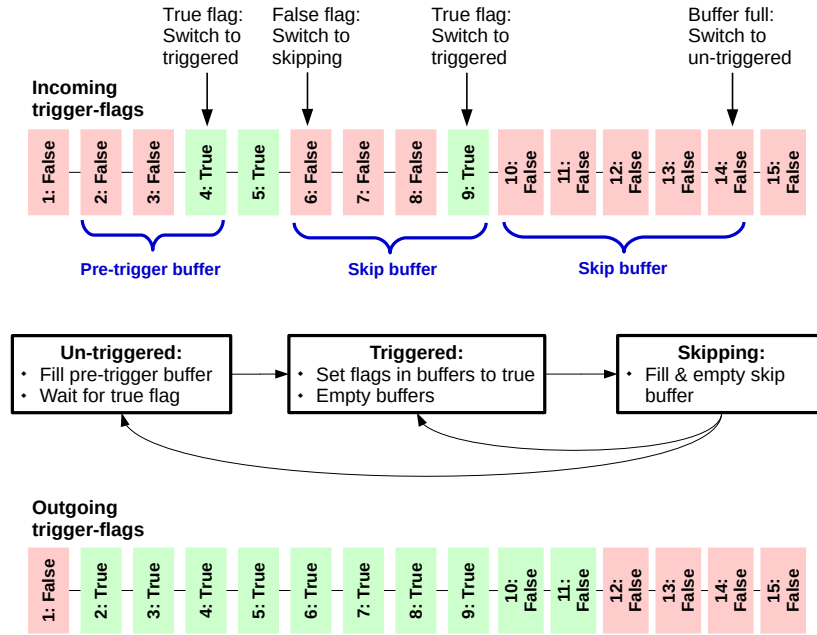 True flag:
Switch to
triggered
False flag:
Switch to
skipping
True flag:
Switch to
triggered
Buffer full:
Switch to
un-triggered
Incoming
trigger-flags
1: False
2: False
3: False
4: True
5: True
6: False
7: False
8: False
9: True
10:
False
11:
False
12:
False
13:
False
14:
False
15:
False
Pre-trigger buffer
Skip buffer
Skip buffer
Un-triggered:
• Fill pre-trigger buffer
• Wait for true flag
Triggered:
• Set flags in buffers to true
• Empty buffers
Skipping:
• Fill & empty skip
buffer
Outgoing
trigger-flags
1: False
2: True
3: True
4: True
5: True
6: True
7: True
8: True
9: True
10:
False
11:
False
12:
False
13:
False
14:
False
15:
False